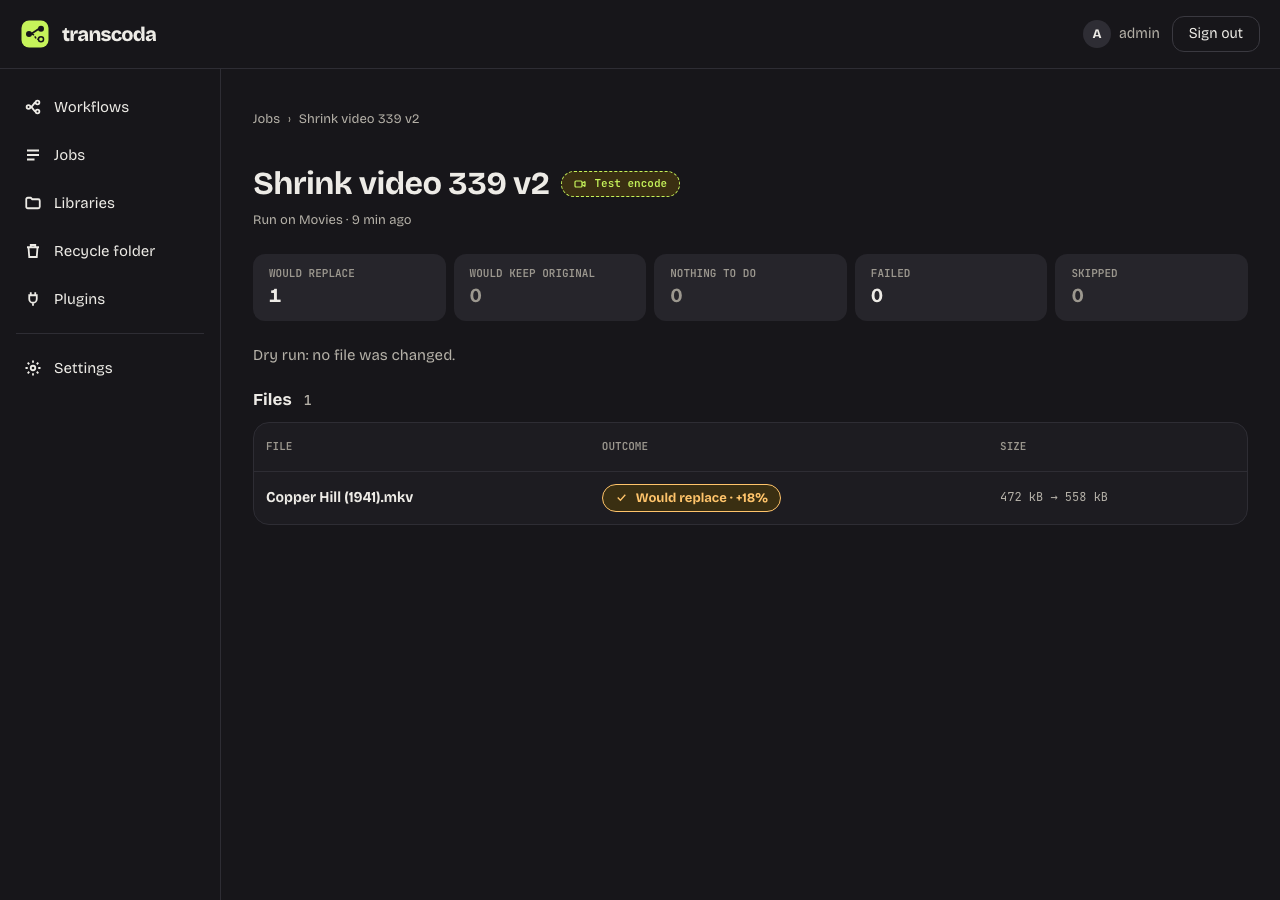 transcoda
A admin Sign out
Workflows
Jobs
Libraries
Recycle folder
Plugins
Settings
Jobs › Shrink video 339 v2
Shrink video 339 v2 Test encode
Run on Movies · 9 min ago
WOULD REPLACE
1
WOULD KEEP ORIGINAL
0
NOTHING TO DO
0
FAILED
0
SKIPPED
0
Dry run: no file was changed.
Files 1
FILE OUTCOME SIZE
Copper Hill (1941).mkv Would replace · +18% 472 kB → 558 kB